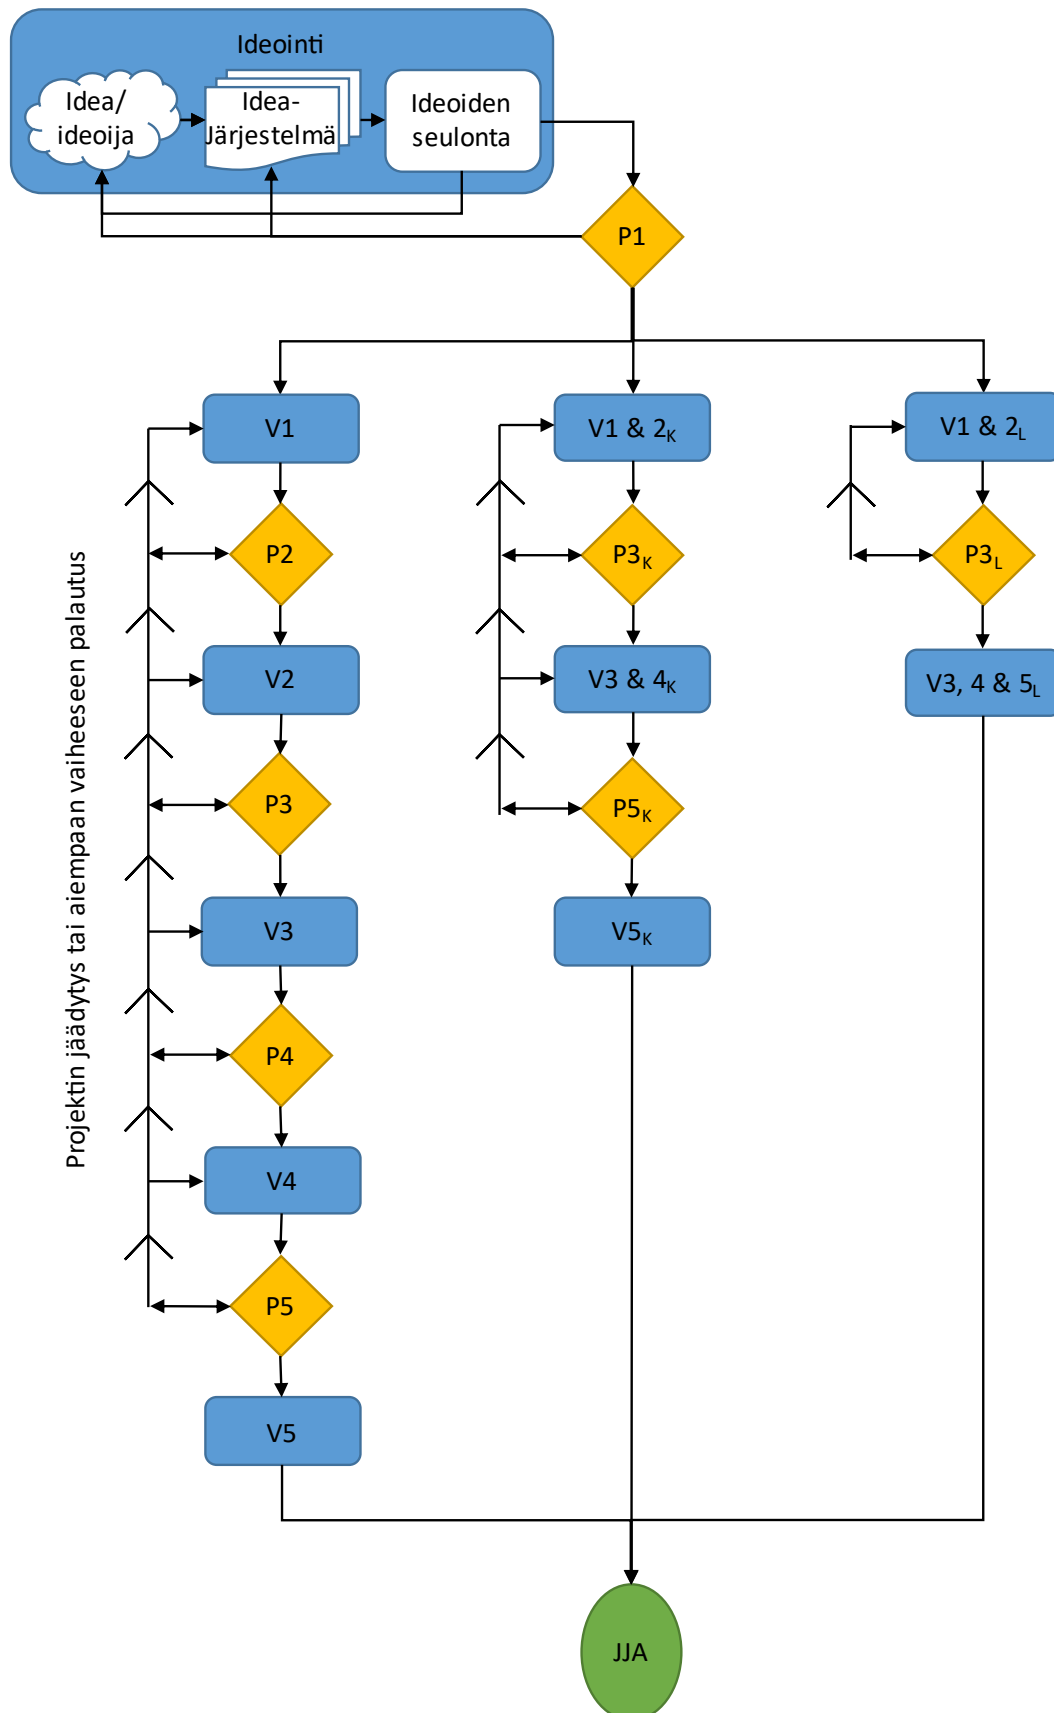 Ideointi
Idea/
ideoija
Idea-
Järjestelmä
Ideoiden
seulonta
P1
V1
V1 & 2K
V1 & 2L
P2
P3K
P3L
V2
V3 & 4K
V3, 4 & 5L
P3
P5K
V3
V5K
P4
V4
P5
V5
Projektin jäädytys tai aiempaan vaiheeseen palautus
JJA